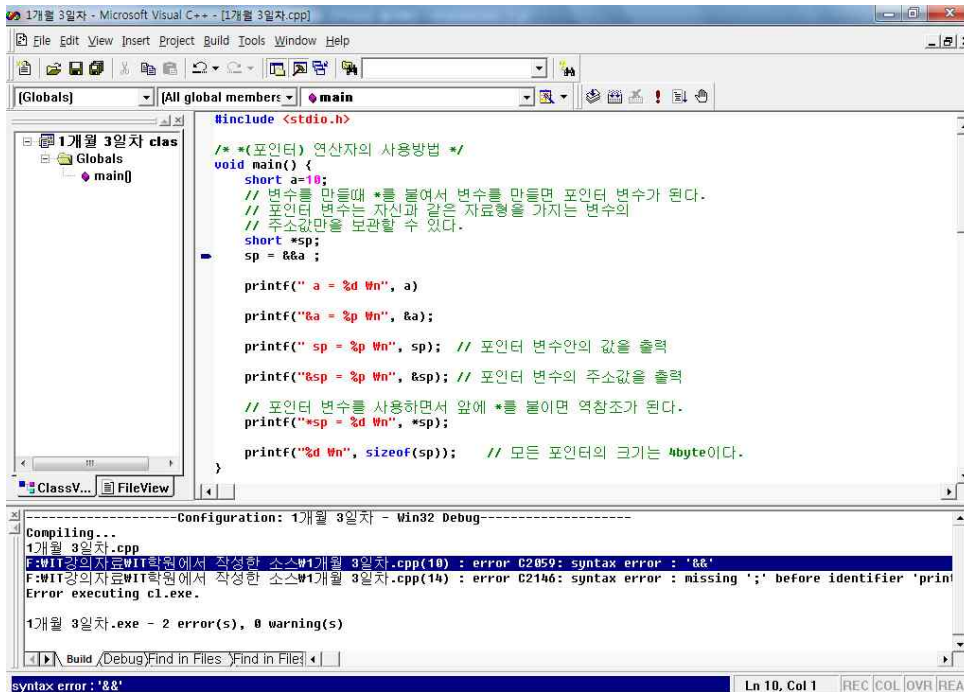 1개월 3일차 - Microsoft Visual C++ - [1개월 3일차.cpp]
File Edit View Insert Project Build Tools Window Help
(Globals) (All global members main
1개월 3일차 clas
Globals
main()
ClassV... FileView
#include <stdio.h>
/* *(포인터) 연산자의 사용방법 */
void main() {
short a=10;
// 변수를 만들때 *를 붙여서 변수를 만들면 포인터 변수가 된다.
// 포인터 변수는 자신과 같은 자료형을 가지는 변수의
// 주소값만을 보관할 수 있다.
short *sp;
sp = &&a ;
printf(" a = %d ₩n", a)
printf("&a = %p ₩n", &a);
printf(" sp = %p ₩n", sp); // 포인터 변수안의 값을 출력
printf("&sp = %p ₩n", &sp); // 포인터 변수의 주소값을 출력
// 포인터 변수를 사용하면서 앞에 *를 붙이면 역참조가 된다.
printf("*sp = %d ₩n", *sp);
printf("%d ₩n", sizeof(sp)); // 모든 포인터의 크기는 4byte이다.
}
--------------------Configuration: 1개월 3일차 - Win32 Debug--------------------
Compiling...
1개월 3일차.cpp
F:₩IT강의자료₩IT학원에서 작성한 소스₩1개월 3일차.cpp(10) : error C2059: syntax error : '&&'
F:₩IT강의자료₩IT학원에서 작성한 소스₩1개월 3일차.cpp(14) : error C2146: syntax error : missing ';' before identifier 'print
Error executing cl.exe.
1개월 3일차.exe - 2 error(s), 0 warning(s)
Build Debug Find in Files Find in Files
syntax error : '&&' Ln 10, Col 1 REC COL OVR REA